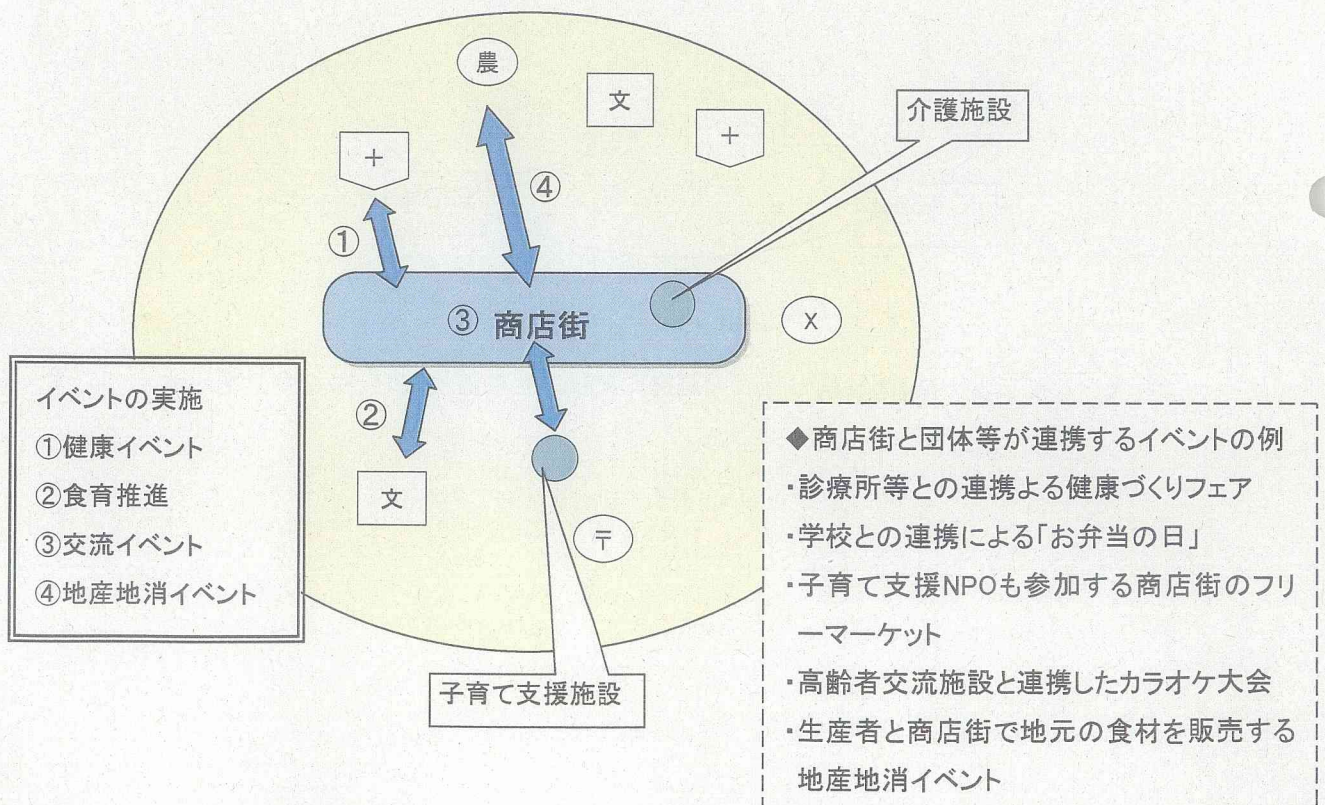 農
文
＋
介護施設
＋
④
①
③ 商店街
X
イベントの実施
①健康イベント
②食育推進
③交流イベント
④地産地消イベント
②
文
〒
子育て支援施設
◆商店街と団体等が連携するイベントの例
・診療所等との連携よる健康づくりフェア
・学校との連携による「お弁当の日」
・子育て支援NPOも参加する商店街のフリ
ーマーケット
・高齢者交流施設と連携したカラオケ大会
・生産者と商店街で地元の食材を販売する
地産地消イベント